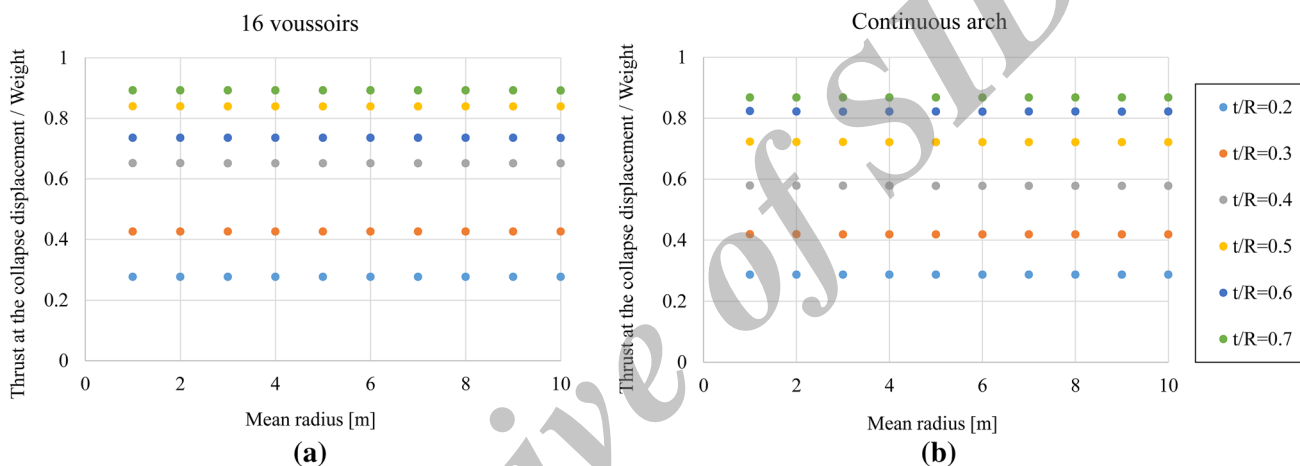 16 voussoirs
Thrust at the collapse displacement / Weight
1
0.8
0.6
0.4
0.2
0
0 2 4 6 8 10
Mean radius [m]
(a)
Continuous arch
Thrust at the collapse displacement / Weight
1
0.8
0.6
0.4
0.2
0
0 2 4 6 8 10
Mean radius [m]
(b)
t/R=0.2
t/R=0.3
t/R=0.4
t/R=0.5
t/R=0.6
t/R=0.7
ive of SID